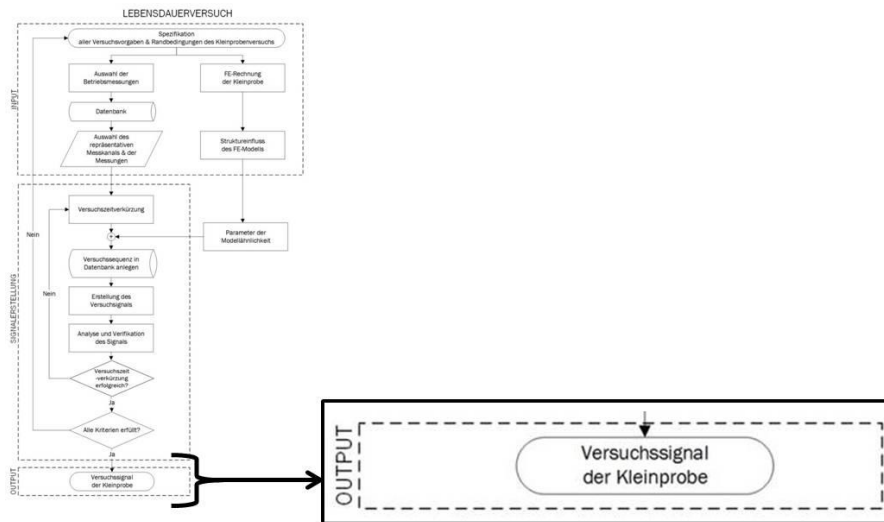 LEBENSDAUERVERSUCH
INPUT
Spezifikation
aller Versuchsvorgaben & Randbedingungen des Kleinprobenversuchs
Auswahl der
Betriebsmessungen
FE-Rechnung
der Kleinprobe
Datenbank
Auswahl des
repräsentativen
Messkanals & der
Messungen
Struktureinfluss
des FE-Modells
SIGNALERSTELLUNG
Versuchszeitverkürzung
Nein
Parameter der
Modellähnlichkeit
Versuchssequenz in
Datenbank anlegen
Nein
Erstellung des
Versuchsignals
Analyse und Verifikation
des Signals
Versuchszeit
-verkürzung
erfolgreich?
Ja
Alle Kriterien erfüllt?
Ja
OUTPUT
Versuchssignal
der Kleinprobe
OUTPUT
Versuchssignal
der Kleinprobe